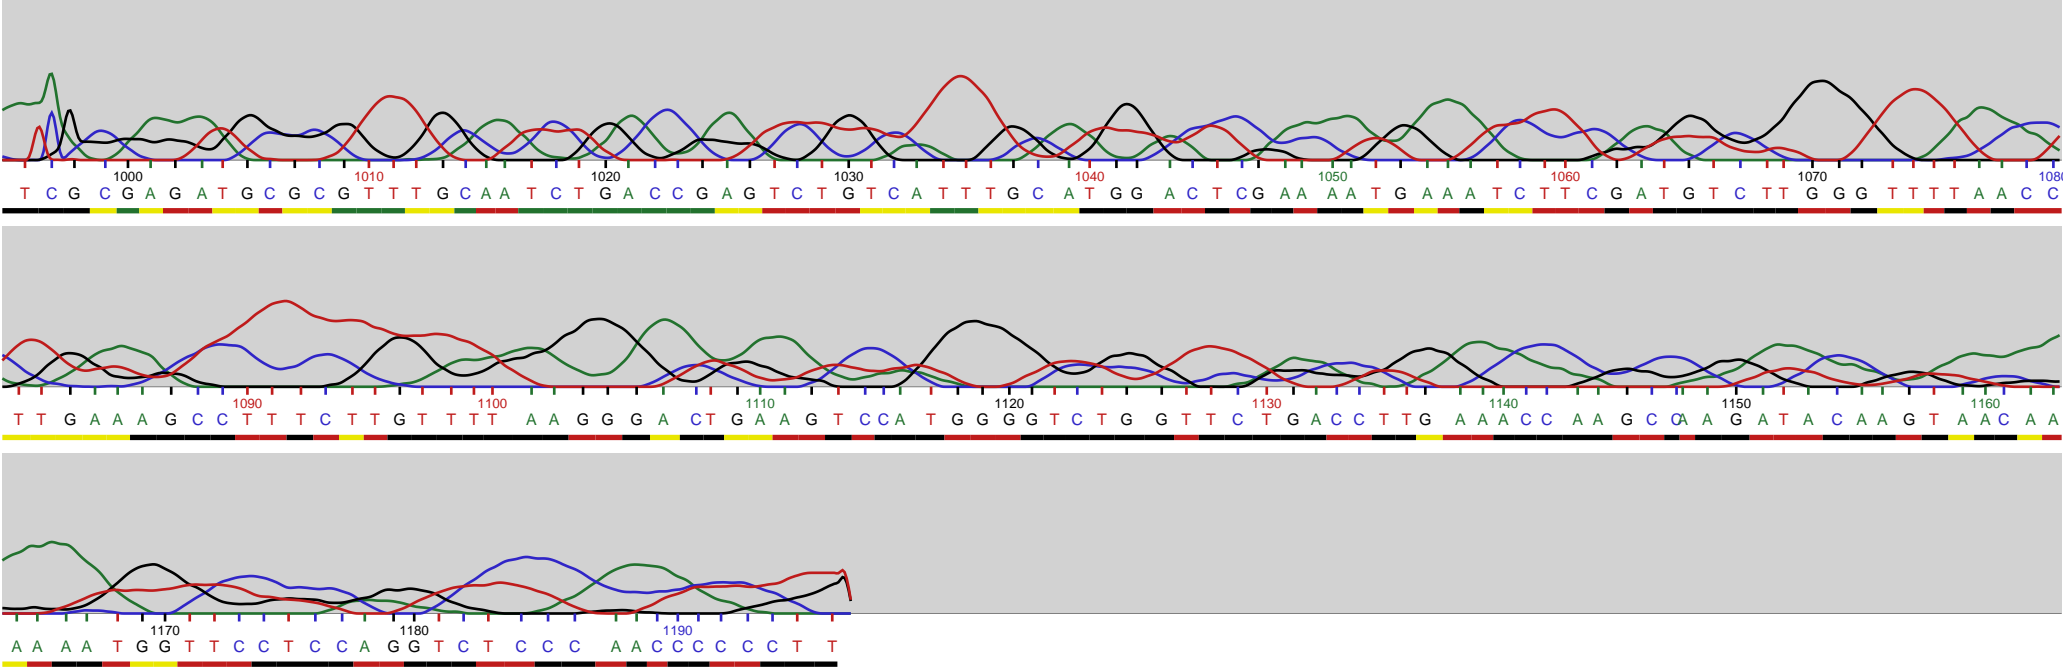 1000 1010 1020 1030 1040 1050 1060 1070 1080
T C G C G A G A T G C G C G T T T G C A A T C T G A C C G A G T C T G T C A T T T G C A T G G A C T C G A A A A T G A A A T C T T C G A T G T C T T G G G T T T T A A C C
1090 1100 1110 1120 1130 1140 1150 1160
T T G A A A G C C T T T C T T G T T T T A A G G G A C T G A A G T C C A T G G G G T C T G G T T C T G A C C T T G A A A C C A A G C C A A G A T A C A A G T A A C A A
1170 1180 1190
A A A A T G G T T C C T C C A G G T C T C C C A A C C C C C T T